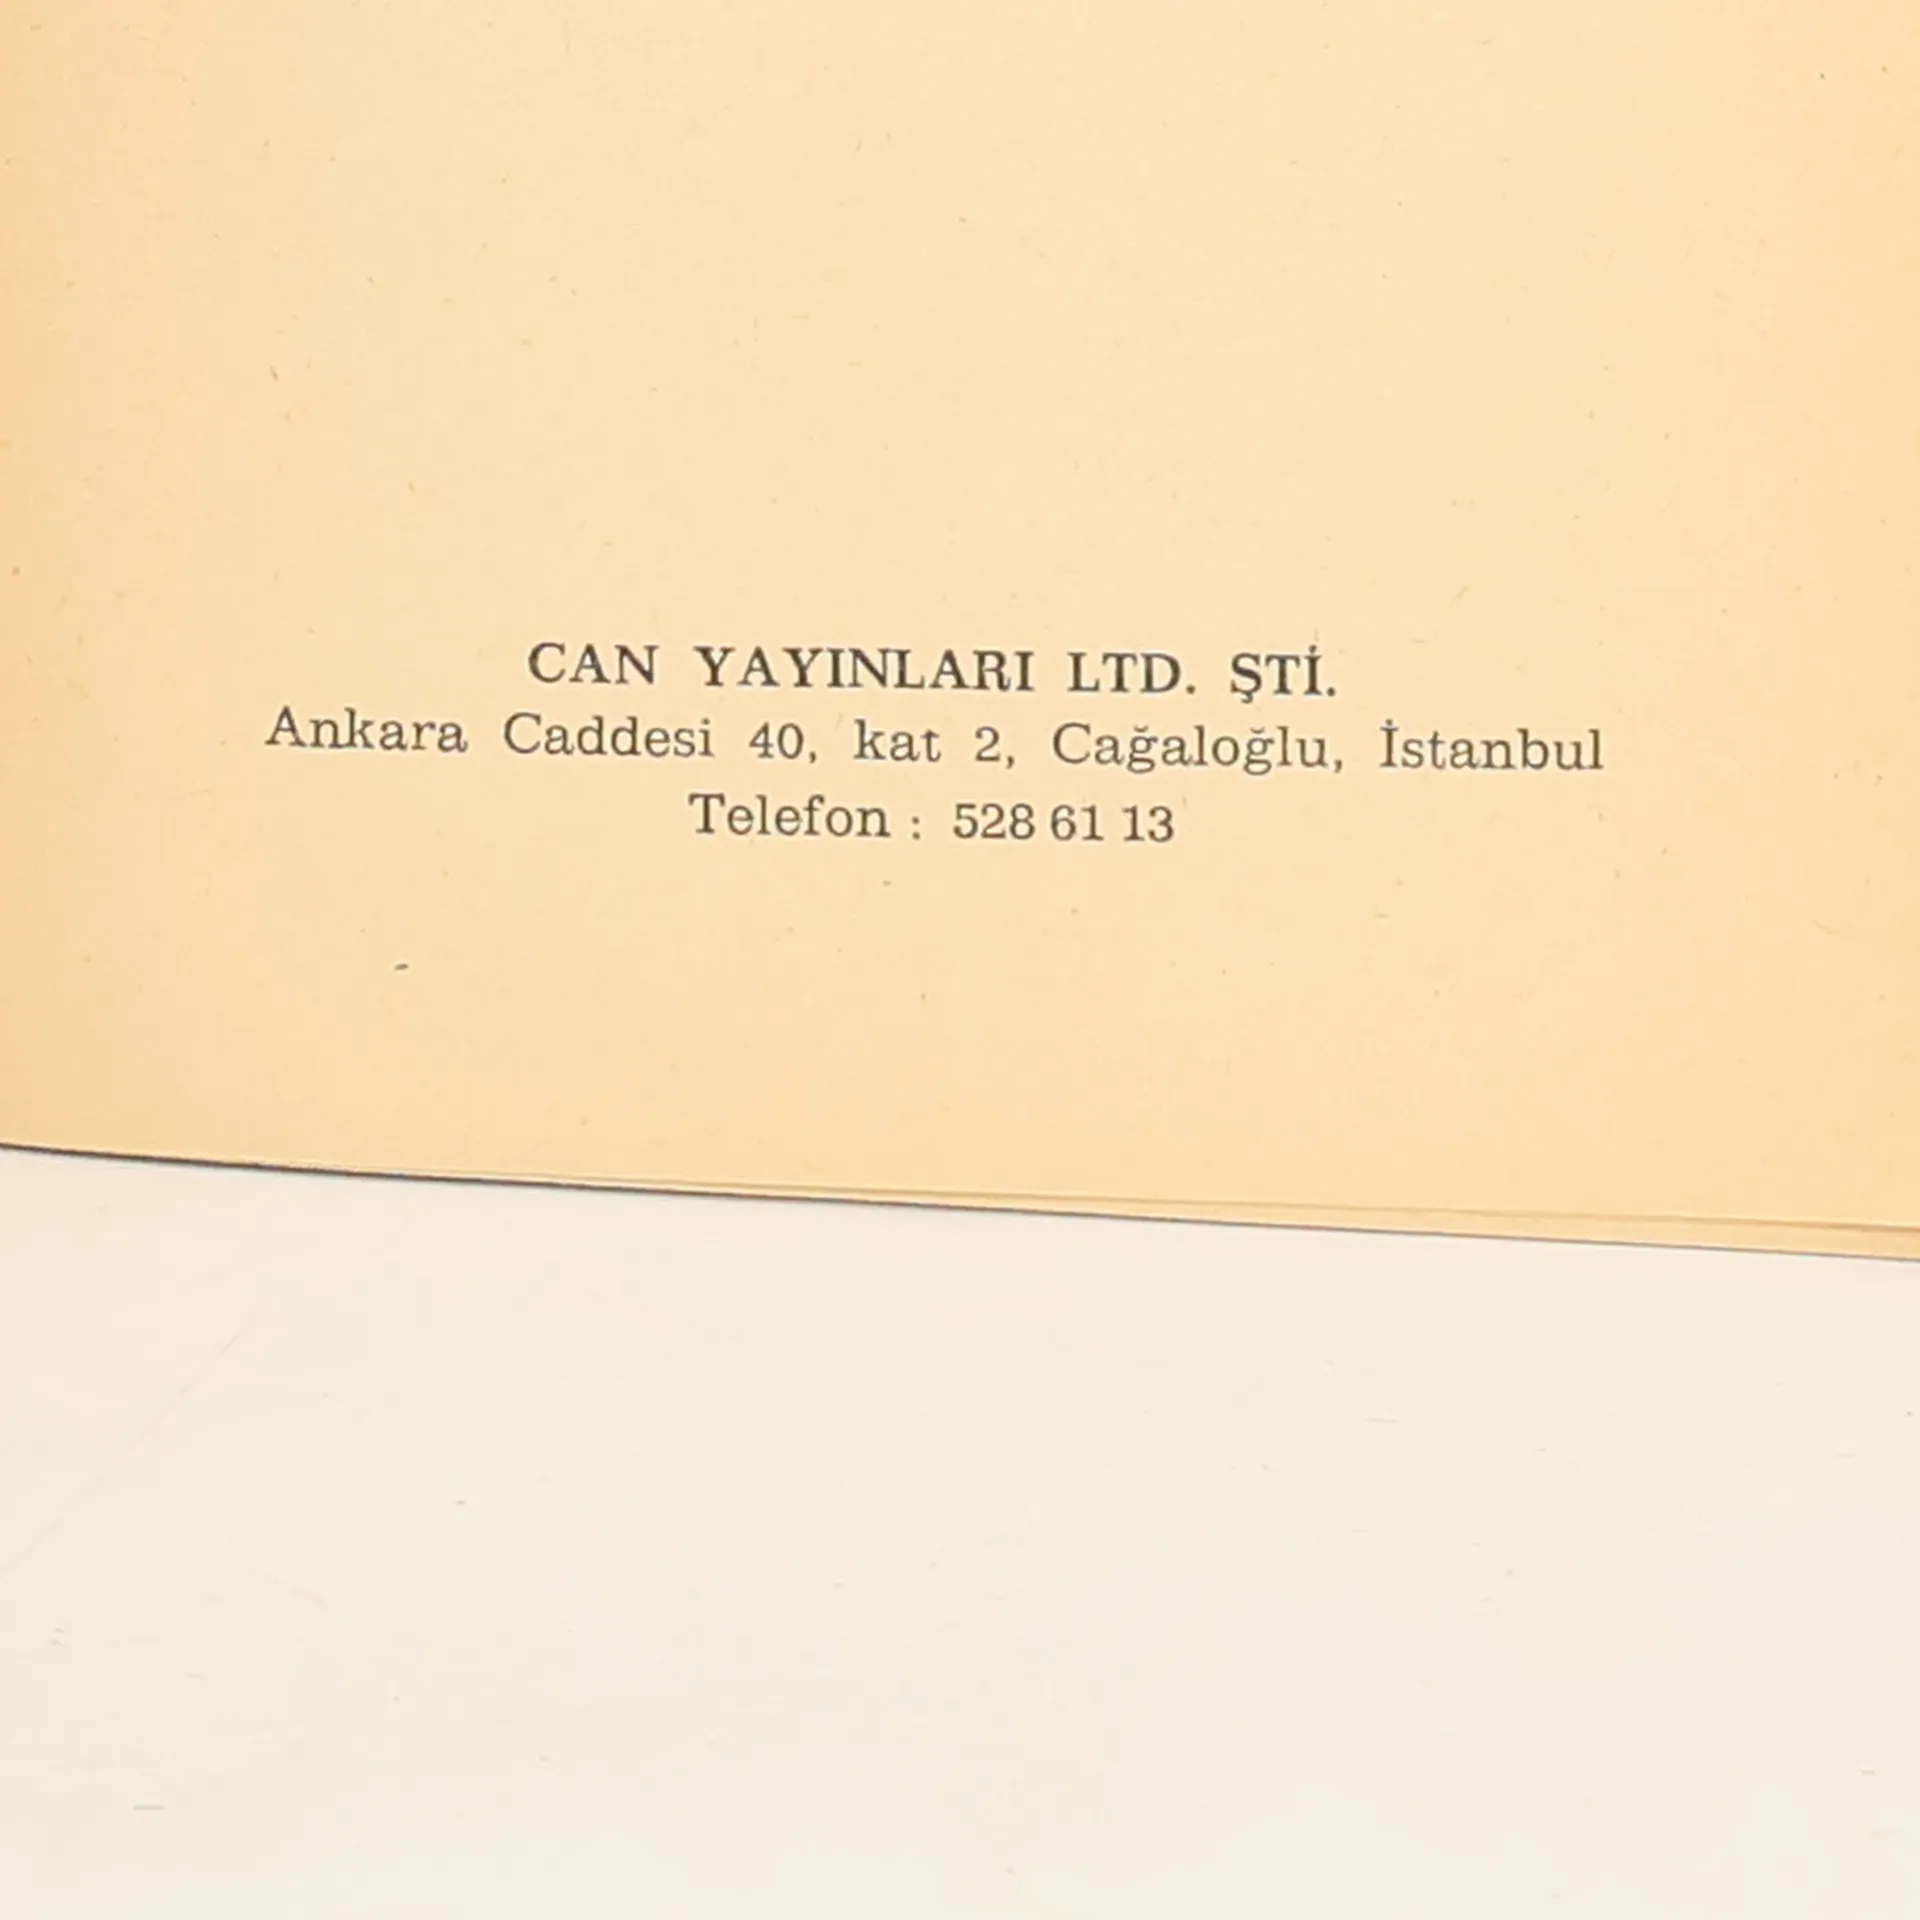 CAN YAYINLARI LTD. ŞTİ.
Ankara Caddesi 40, kat 2, Cağaloğlu, İstanbul
Telefon : 528 61 13